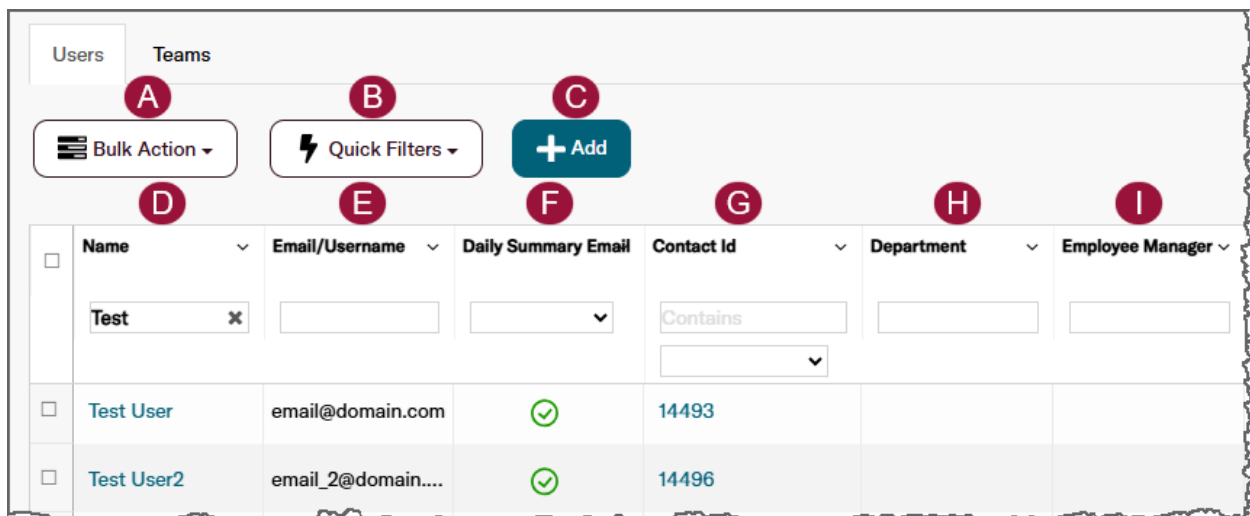 Users Teams
A B C
Bulk Action Quick Filters Add
D E F G H I
Name Email/Username Daily Summary Email Contact Id Department Employee Manager
Test Contains
Test User email@domain.com 14493
Test User2 email_2@domain.... 14496